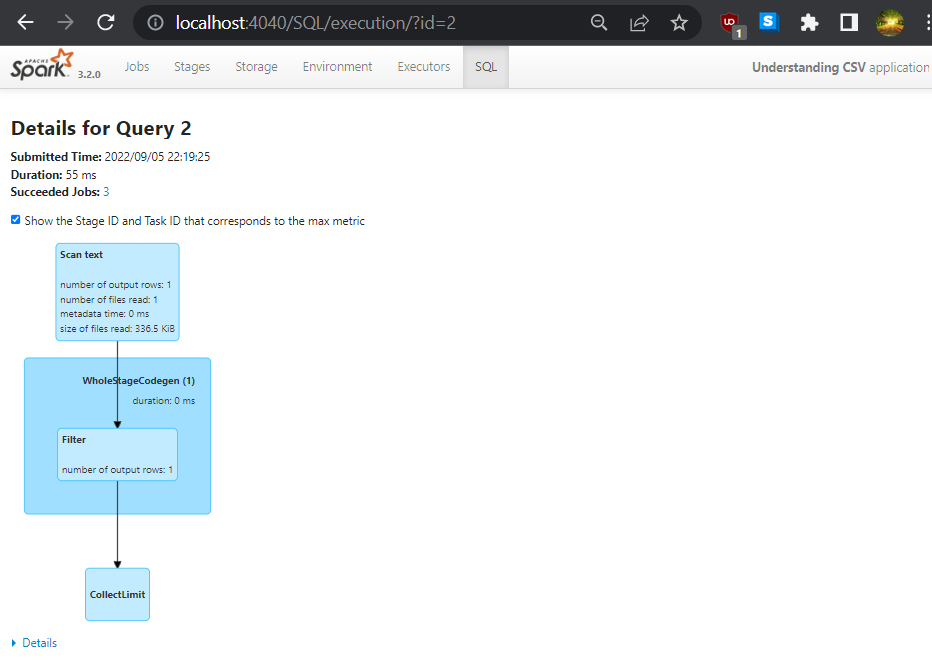 localhost:4040/SQL/execution/?id=2
UD
1
S
APACHE
Spark 3.2.0
Jobs
Stages
Storage
Environment
Executors
SQL
Understanding CSV application
Details for Query 2
Submitted Time: 2022/09/05 22:19:25
Duration: 55 ms
Succeeded Jobs: 3
Show the Stage ID and Task ID that corresponds to the max metric
Scan text
number of output rows: 1
number of files read: 1
metadata time: 0 ms
size of files read: 336.5 KiB
WholeStageCodegen (1)
duration: 0 ms
Filter
number of output rows: 1
CollectLimit
Details